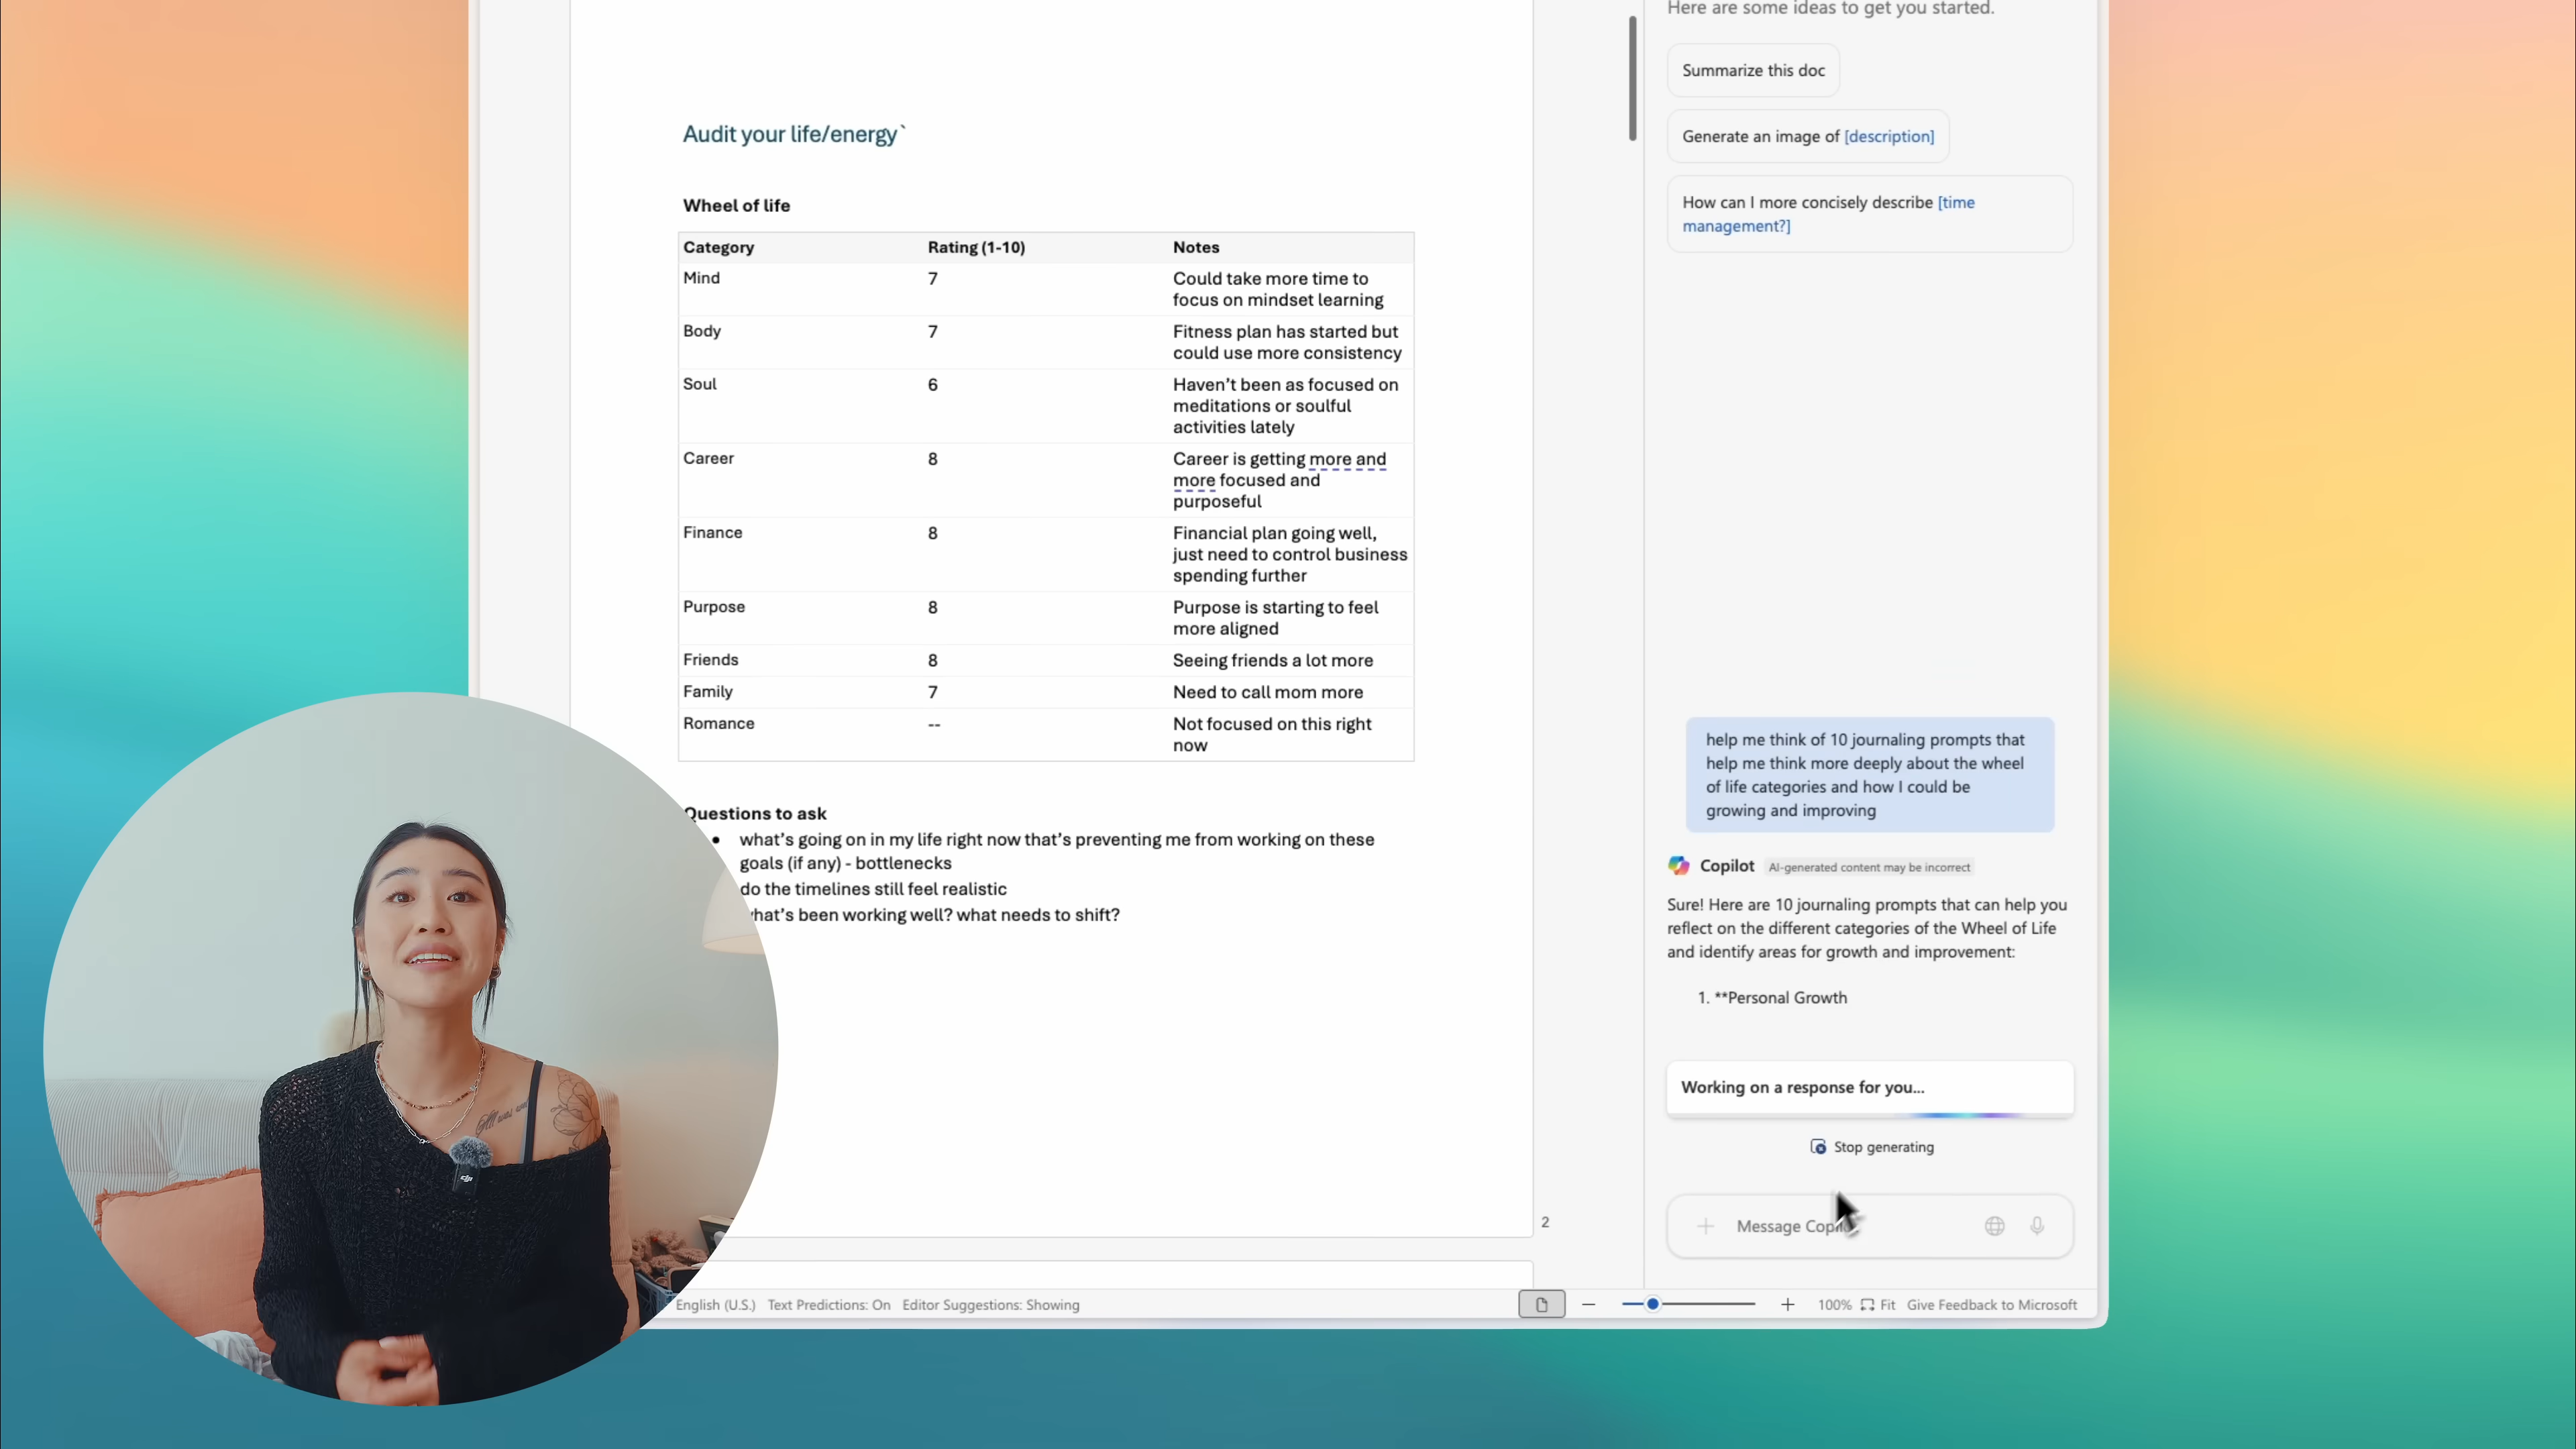 Here are some ideas to get you started.
Summarize this doc
Generate an image of [description]
How can I more concisely describe [time
management?]
Audit your life/energy`
Wheel of life
Category Rating (1-10) Notes
Mind 7 Could take more time to
focus on mindset learning
Body 7 Fitness plan has started but
could use more consistency
Soul 6 Haven't been as focused on
meditations or soulful
activities lately
Career 8 Career is getting more and
more focused and
purposeful
Finance 8 Financial plan going well,
just need to control business
spending further
Purpose 8 Purpose is starting to feel
more aligned
Friends 8 Seeing friends a lot more
Family 7 Need to call mom more
Romance -- Not focused on this right
now
Questions to ask
• what's going on in my life right now that's preventing me from working on these
goals (if any) - bottlenecks
do the timelines still feel realistic
what's been working well? what needs to shift?
2
help me think of 10 journaling prompts that
help me think more deeply about the wheel
of life categories and how I could be
growing and improving
Copilot AI-generated content may be incorrect
Sure! Here are 10 journaling prompts that can help you
reflect on the different categories of the Wheel of Life
and identify areas for growth and improvement:
1. **Personal Growth
Working on a response for you...
Stop generating
Message Copilot
English (U.S.) Text Predictions: On Editor Suggestions: Showing
100% Fit Give Feedback to Microsoft
dji